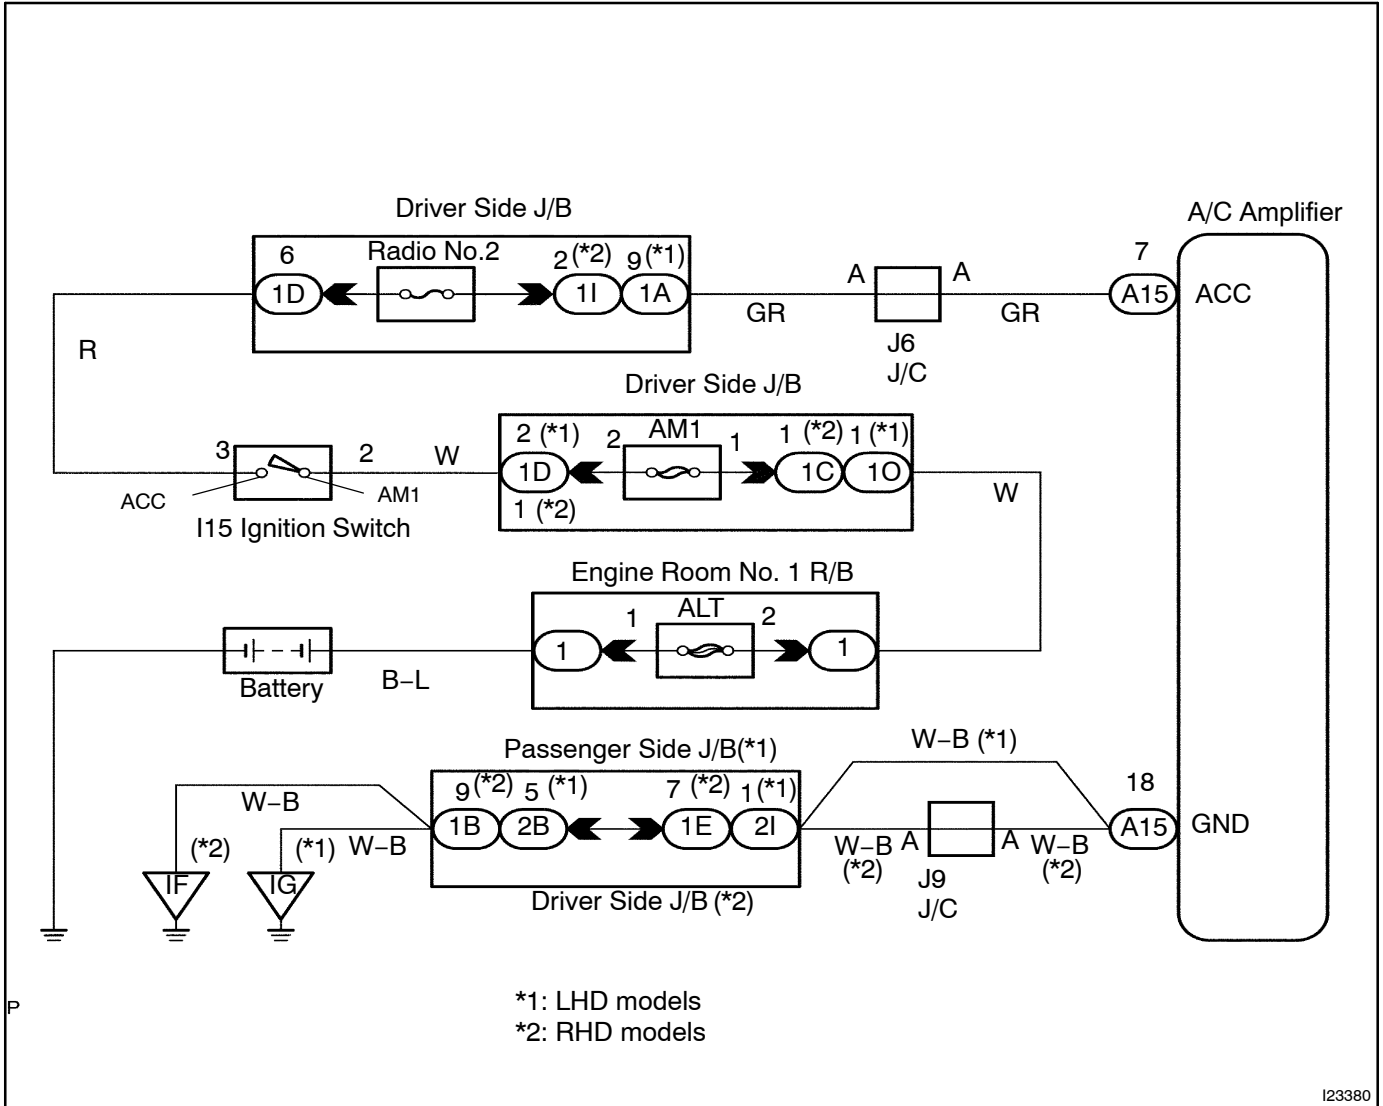 Driver Side J/B
A/C Amplifier
6
Radio No.2
2 (*2)
9 (*1)
7
1D
1I
1A
A
A
A15
ACC
GR
GR
R
J6
J/C
Driver Side J/B
2 (*1)
2
AM1
1
1 (*2)
1 (*1)
3
2
W
1D
1C
1O
W
ACC
AM1
1 (*2)
I15 Ignition Switch
Engine Room No. 1 R/B
1
ALT
2
1
1
Battery
B-L
W-B (*1)
Passenger Side J/B(*1)
18
W-B
9 (*2)
5 (*1)
7 (*2)
1 (*1)
1B
2B
1E
2I
A15
GND
(*2)
(*1)
W-B
W-B
(*2)
A
A
W-B
(*2)
IF
IG
J9
J/C
Driver Side J/B (*2)
P
*1: LHD models
*2: RHD models
I23380